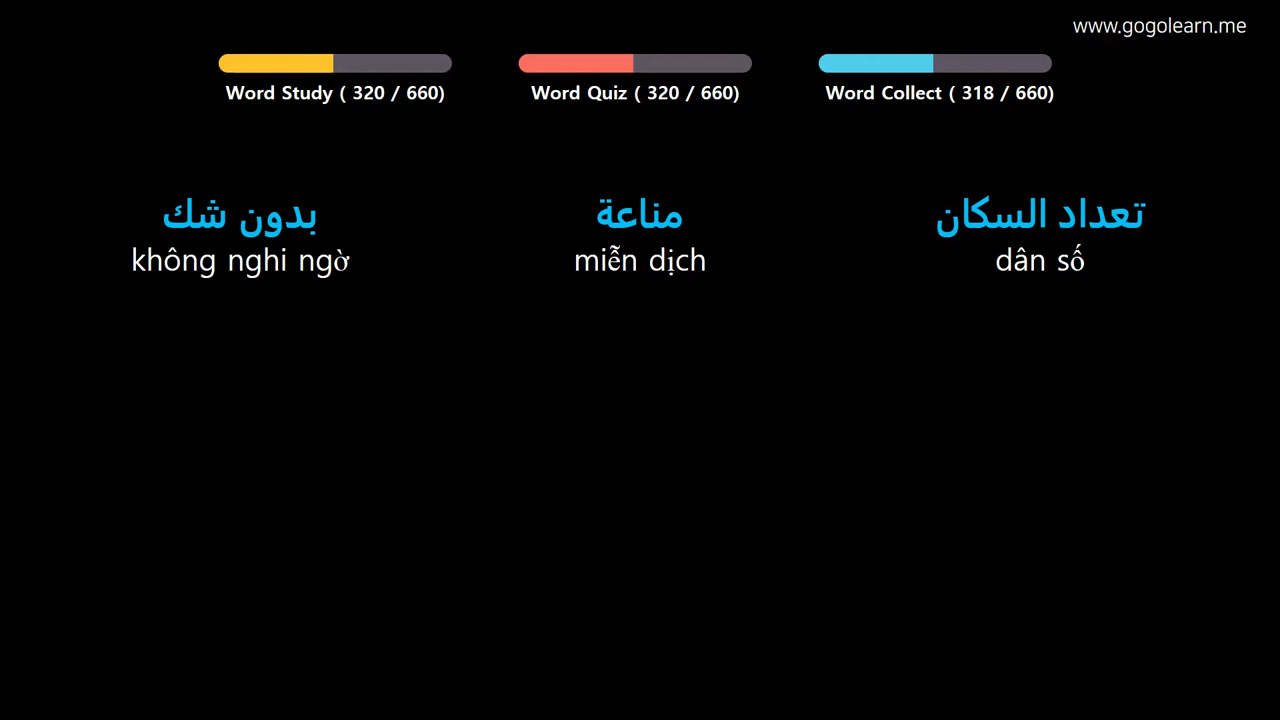 www.gogolearn.me
Word Study ( 320 / 660)
Word Quiz ( 320 / 660)
Word Collect ( 318 / 660)
بدون شك
không nghi ngờ
مناعة
miễn dịch
تعداد السكان
dân số